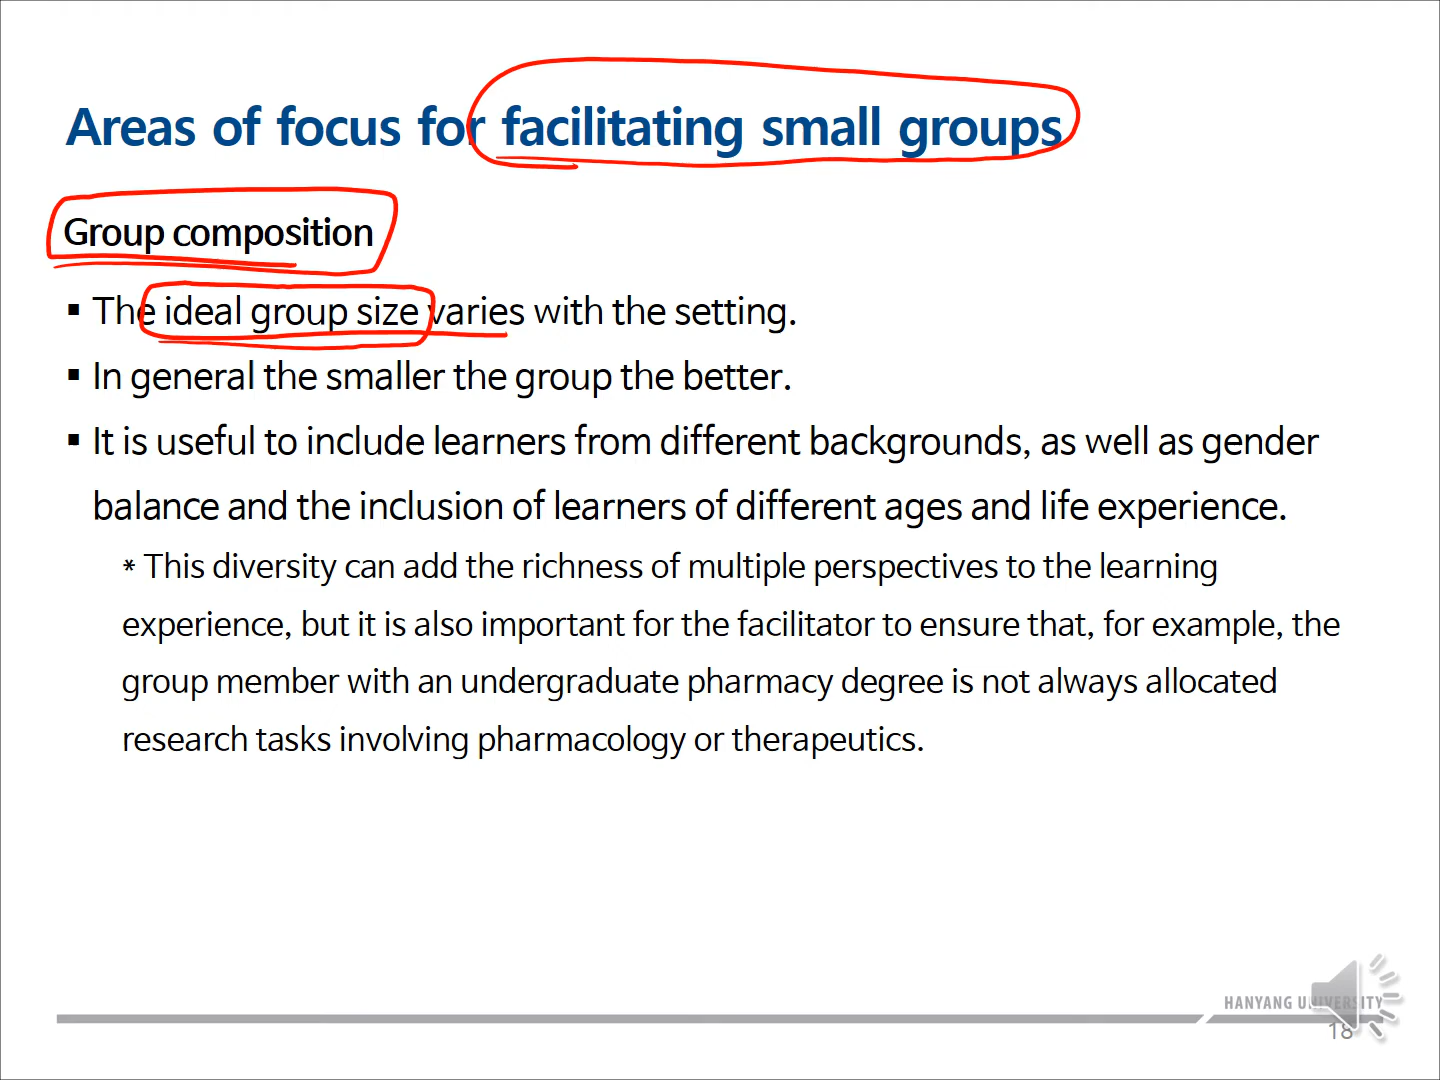 Areas of focus for facilitating small groups
Group composition
▪ The ideal group size varies with the setting.
▪ In general the smaller the group the better.
▪ It is useful to include learners from different backgrounds, as well as gender
balance and the inclusion of learners of different ages and life experience.
* This diversity can add the richness of multiple perspectives to the learning
experience, but it is also important for the facilitator to ensure that, for example, the
group member with an undergraduate pharmacy degree is not always allocated
research tasks involving pharmacology or therapeutics.
HANYANG UNIVERSITY
18